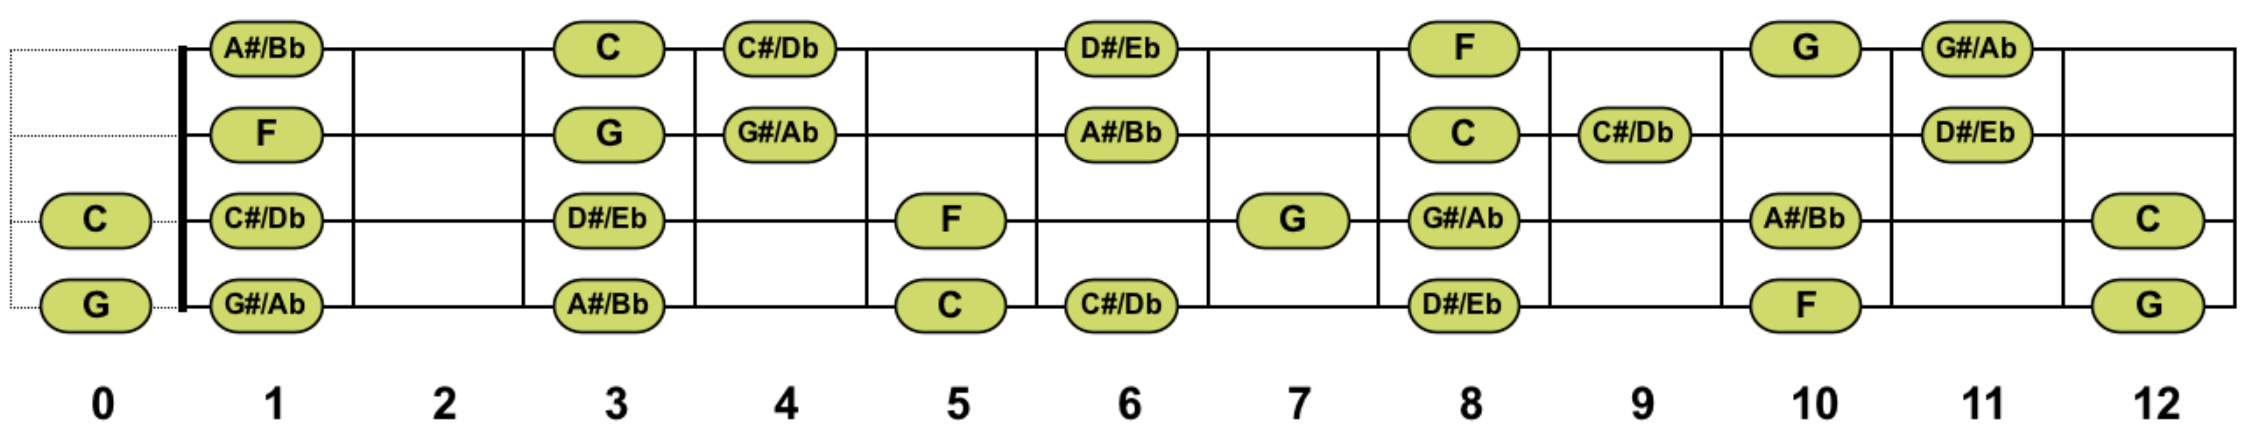 A#/Bb C C#/Db D#/Eb F G G#/Ab
F G G#/Ab A#/Bb C C#/Db D#/Eb
C C#/Db D#/Eb F G G#/Ab A#/Bb C
G G#/Ab A#/Bb C C#/Db D#/Eb F G
0 1 2 3 4 5 6 7 8 9 10 11 12